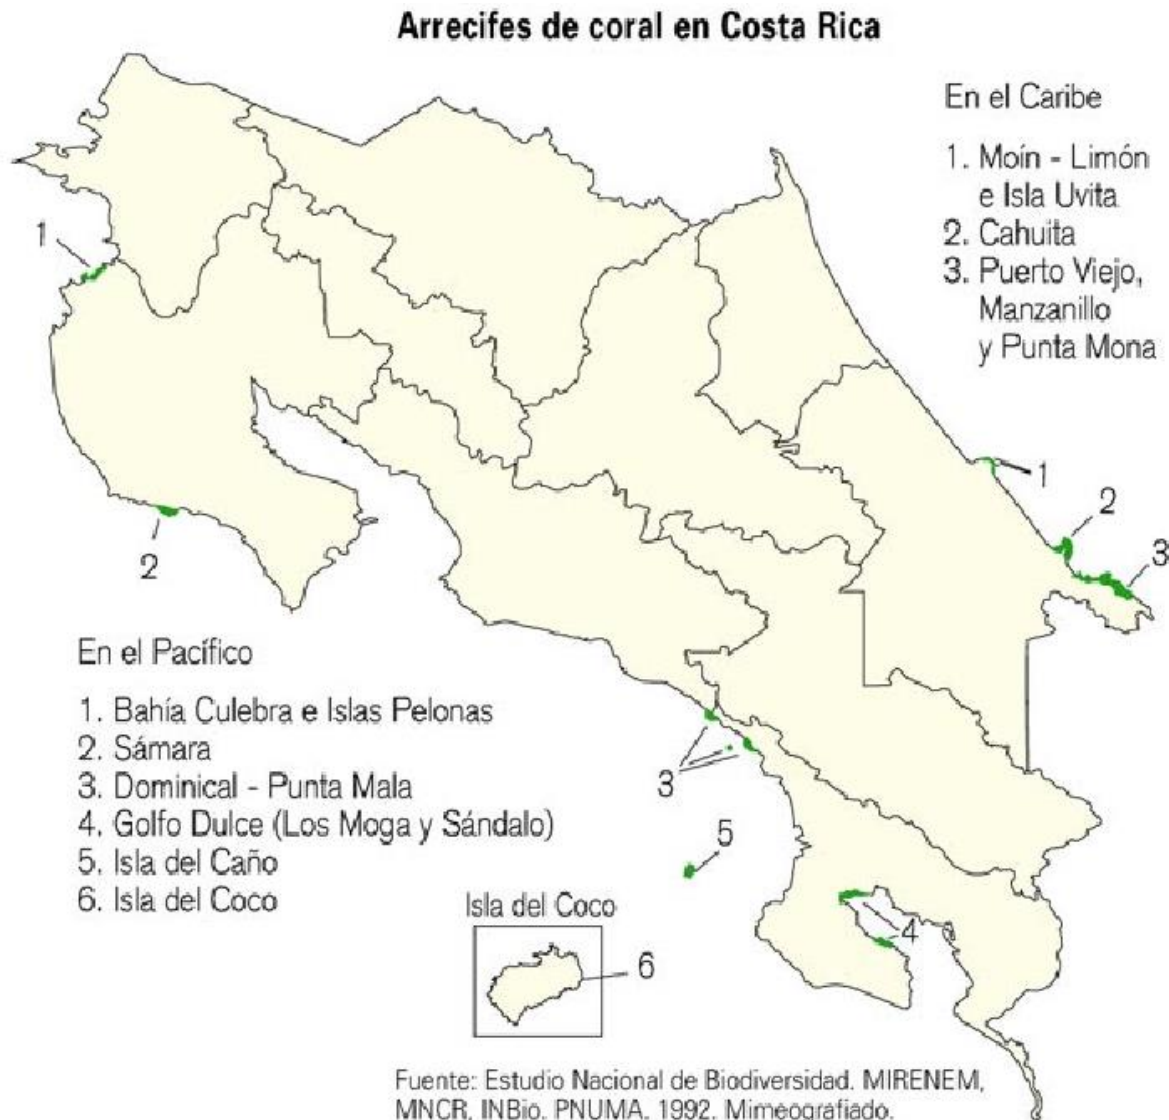 Arrecifes de coral en Costa Rica
En el Caribe
1. Moín - Limón
e Isla Uvita
2. Cahuita
3. Puerto Viejo,
Manzanillo
y Punta Mona
1
2
1
2
3
En el Pacífico
1. Bahía Culebra e Islas Pelonas
2. Sámara
3. Dominical - Punta Mala
4. Golfo Dulce (Los Moga y Sándalo)
5. Isla del Caño
6. Isla del Coco
3
5
4
Isla del Coco
6
Fuente: Estudio Nacional de Biodiversidad. MIRENEM,
MNCR, INBio, PNUMA. 1992. Mimeografiado.